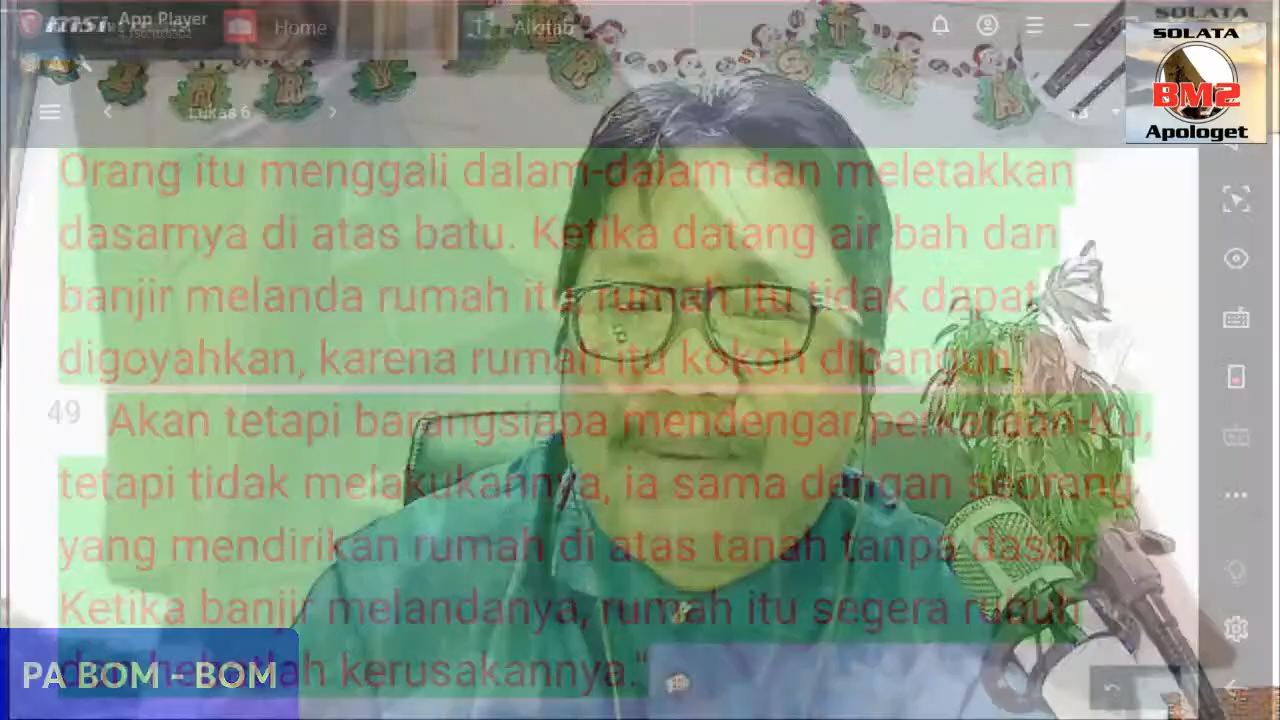 msi App Player
Home
Alkitab
SOLATA
SOLATA
BM2
Apologet
Lukas 6
Orang itu menggali dalam-dalam dan meletakkan
dasarnya di atas batu. Ketika datang air bah dan
banjir melanda rumah itu, rumah itu tidak dapat
digoyahkan, karena rumah itu kokoh dibangun.
49 Akan tetapi barangsiapa mendengar perkataan-Ku,
tetapi tidak melakukannya, ia sama dengan seorang
yang mendirikan rumah di atas tanah tanpa dasar.
Ketika banjir melandanya, rumah itu segera rubuh
dan hebatlah kerusakannya."
PA BOM - BOM